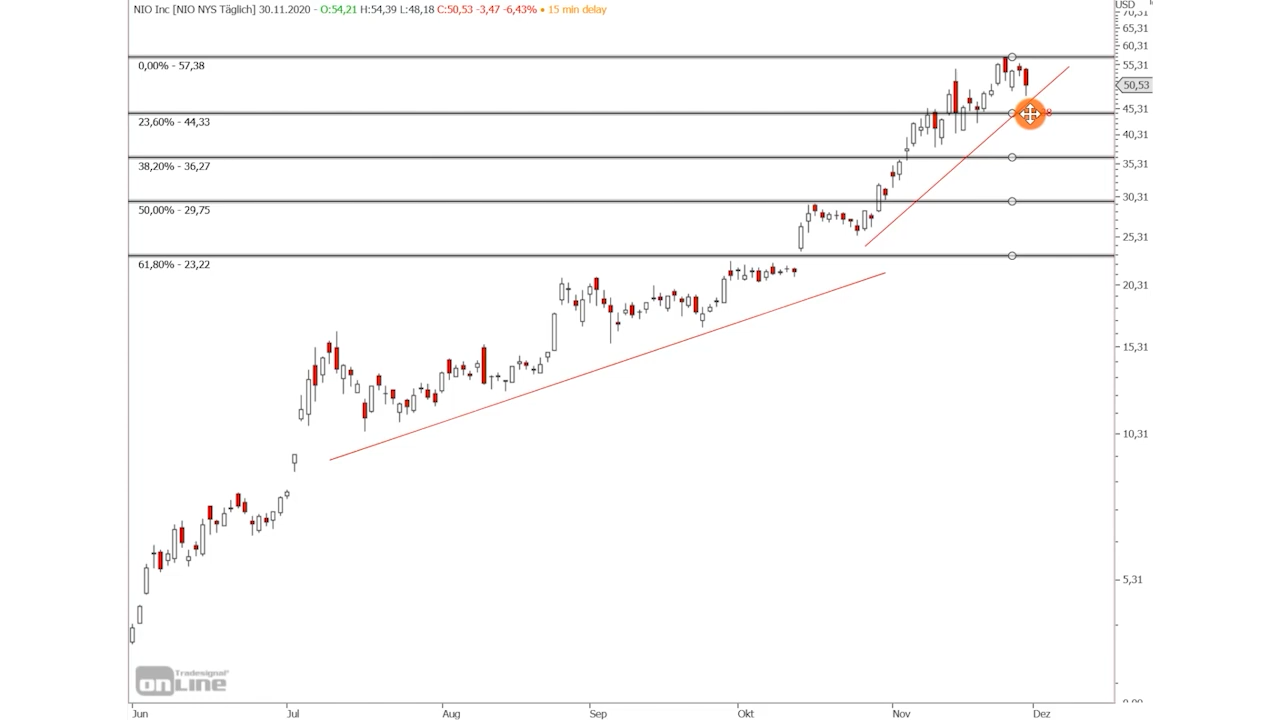 NIO Inc [NIO NYS Täglich] 30.11.2020 - O:54,21 H:54,39 L:48,18 C:50,53 -3,47 -6,43% • 15 min delay
USD
70,31
65,31
60,31
0,00% - 57,38
55,31
50,53
45,31
23,60% - 44,33
40,31
38,20% - 36,27
35,31
30,31
50,00% - 29,75
25,31
61,80% - 23,22
20,31
15,31
10,31
5,31
Tradesignal®
onLine
Jun Jul Aug Sep Okt Nov Dez